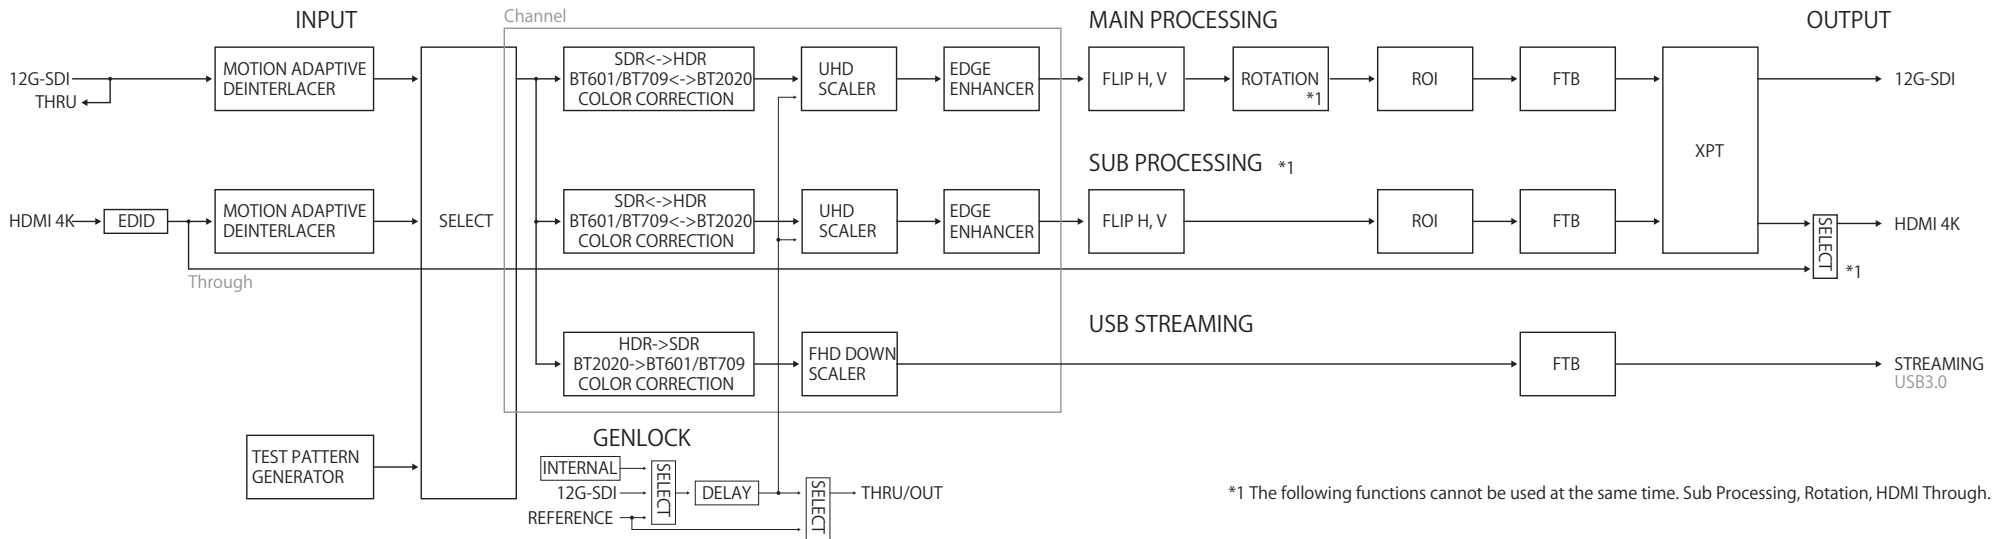 INPUT
Channel
MAIN PROCESSING
OUTPUT
12G-SDI
THRU
MOTION ADAPTIVE
DEINTERLACER
SDR<->HDR
BT601/BT709<->BT2020
COLOR CORRECTION
UHD
SCALER
EDGE
ENHANCER
FLIP H, V
ROTATION
*1
ROI
FTB
XPT
12G-SDI
SUB PROCESSING *1
HDMI 4K
EDID
MOTION ADAPTIVE
DEINTERLACER
SELECT
SDR<->HDR
BT601/BT709<->BT2020
COLOR CORRECTION
UHD
SCALER
EDGE
ENHANCER
FLIP H, V
ROI
FTB
SELECT
*1
HDMI 4K
Through
USB STREAMING
HDR->SDR
BT2020->BT601/BT709
COLOR CORRECTION
FHD DOWN
SCALER
FTB
STREAMING
USB3.0
TEST PATTERN
GENERATOR
GENLOCK
INTERNAL
12G-SDI
REFERENCE
SELECT
DELAY
SELECT
THRU/OUT
*1 The following functions cannot be used at the same time. Sub Processing, Rotation, HDMI Through.